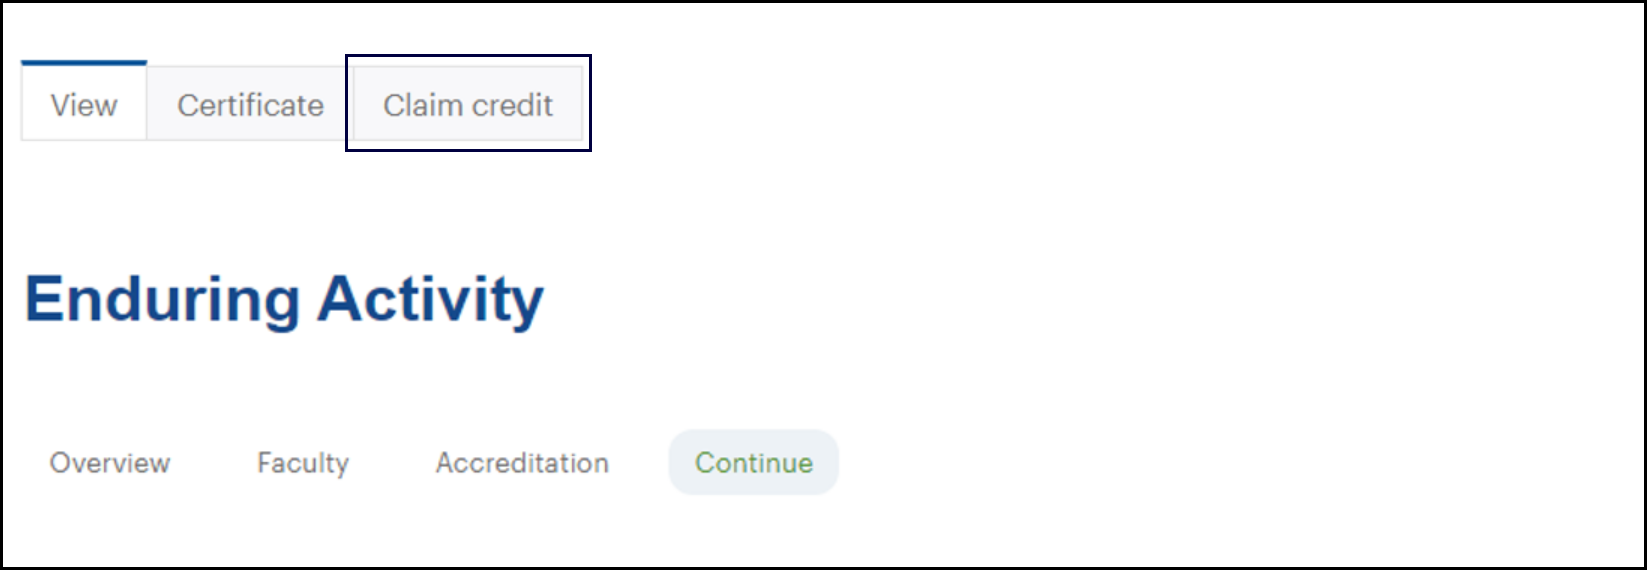 View Certificate Claim credit
Enduring Activity
Overview Faculty Accreditation Continue